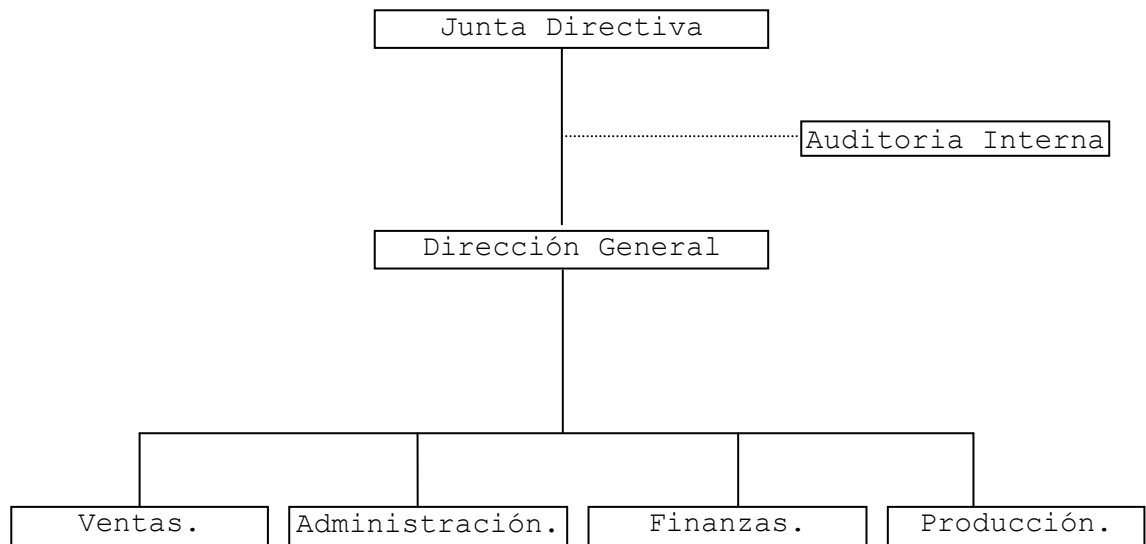 Junta Directiva
Auditoria Interna
Dirección General
Ventas.
Administración.
Finanzas.
Producción.